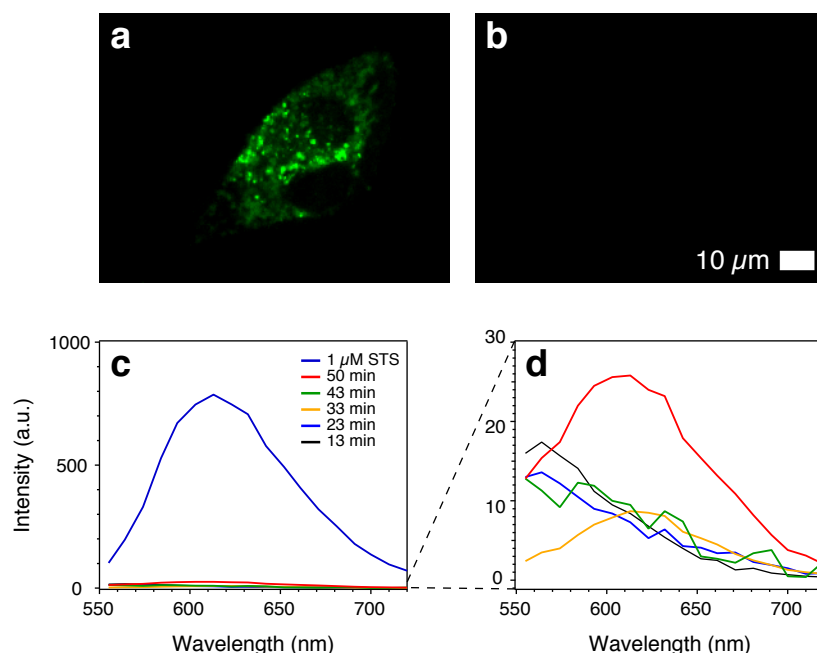 a
b
10 µm
c
1000
500
0
550
600
650
700
Intensity (a.u.)
Wavelength (nm)
1 µM STS
50 min
43 min
33 min
23 min
13 min
d
30
20
10
0
550
600
650
700
Wavelength (nm)